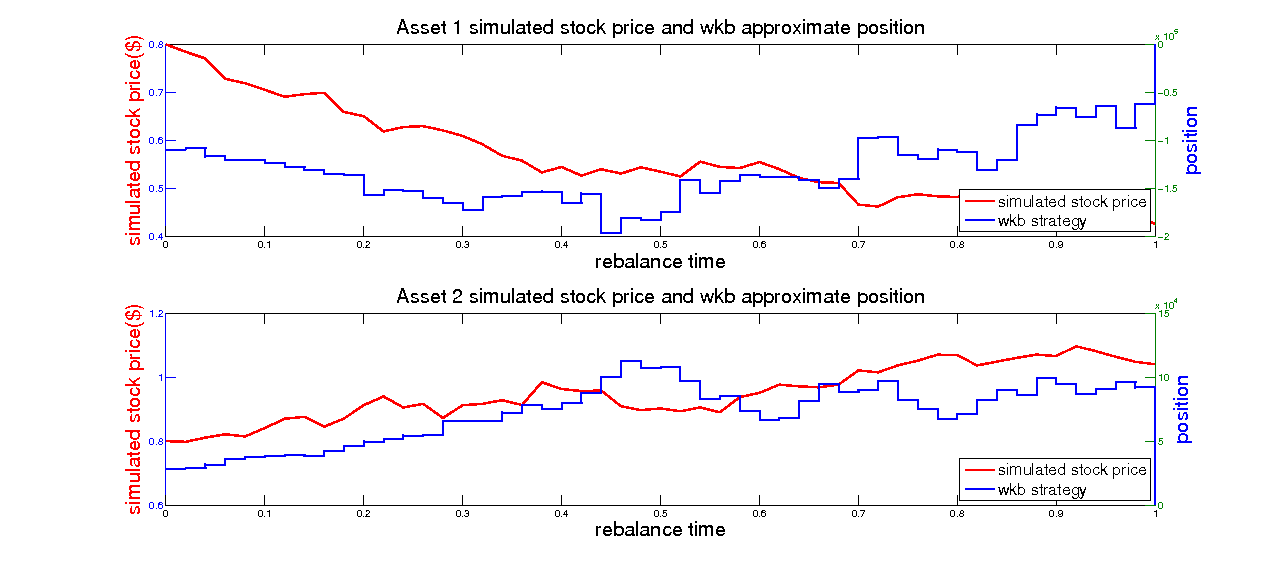 Asset 1 simulated stock price and wkb approximate position
simulated stock price($)
0.8
0.7
0.6
0.5
0.4
x 10
0
−0.5
−1
−1.5
−2
position
simulated stock price
wkb strategy
0 0.1 0.2 0.3 0.4 0.5 0.6 0.7 0.8 0.9 1
rebalance time
Asset 2 simulated stock price and wkb approximate position
simulated stock price($)
1.2
1
0.8
0.6
x 10^4
15
10
5
0
position
simulated stock price
wkb strategy
0 0.1 0.2 0.3 0.4 0.5 0.6 0.7 0.8 0.9 1
rebalance time